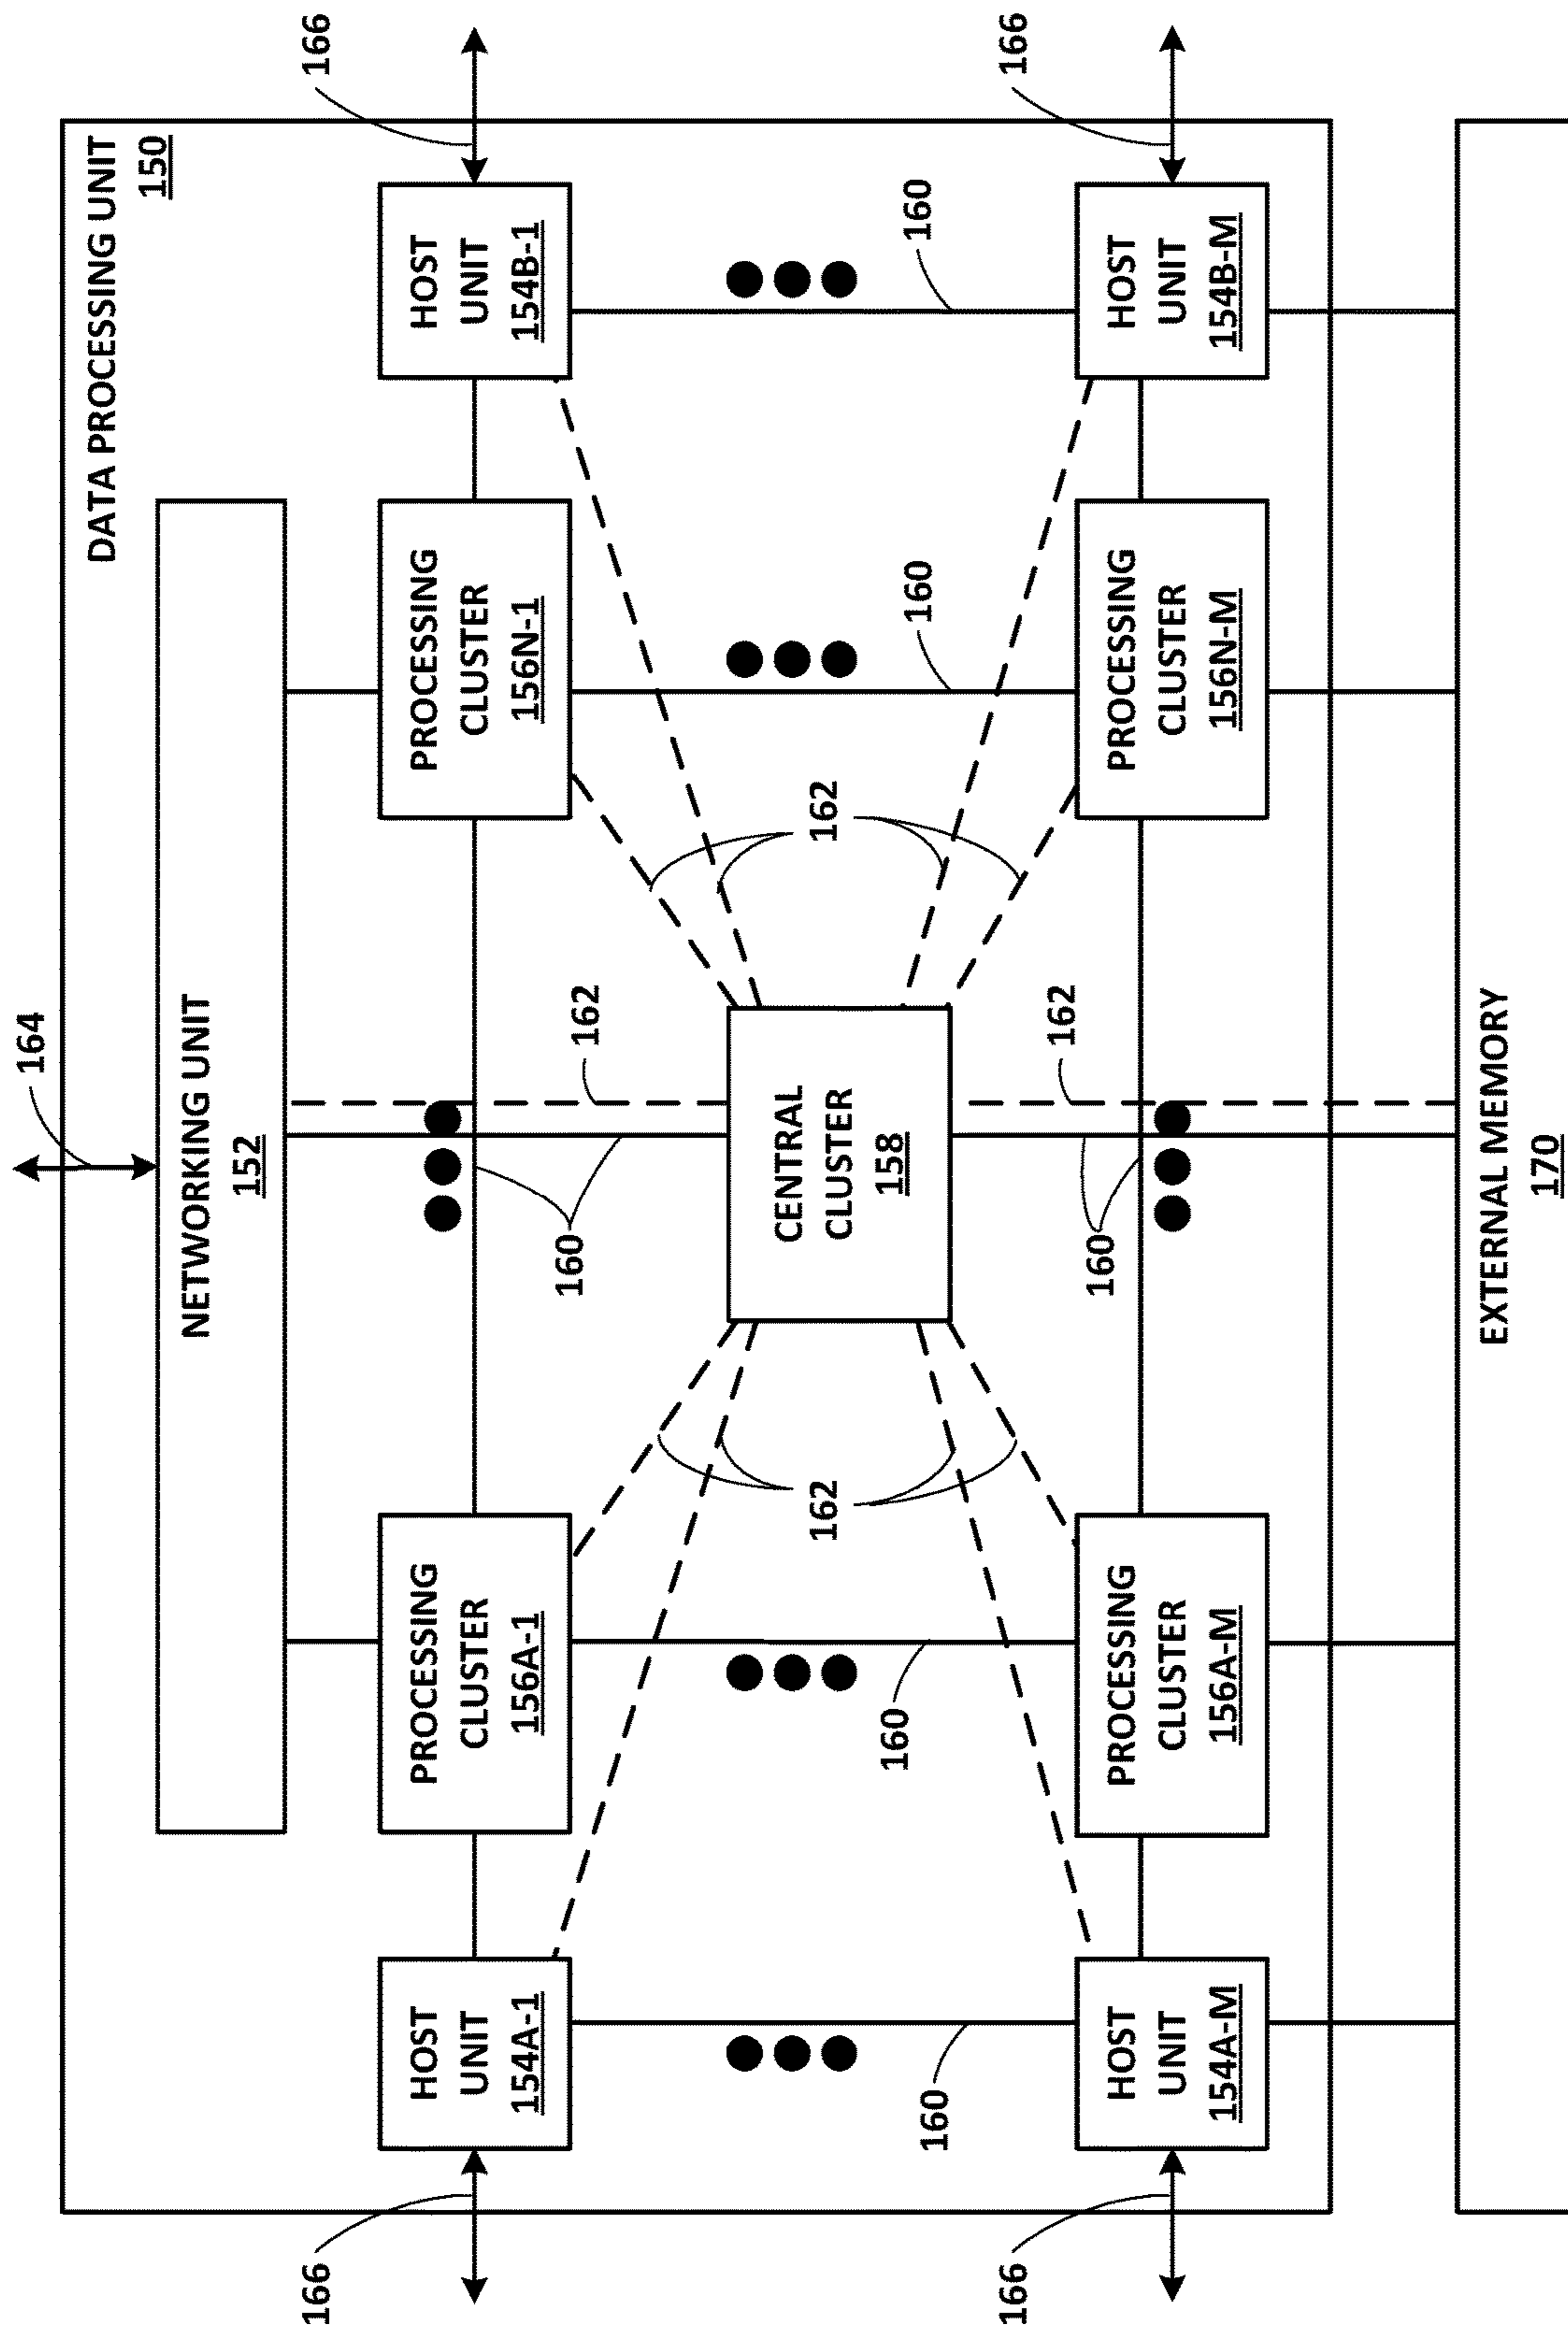 164
DATA PROCESSING UNIT
150
NETWORKING UNIT
152
166
166
HOST
UNIT
154A-1
PROCESSING
CLUSTER
156A-1
PROCESSING
CLUSTER
156N-1
HOST
UNIT
154B-1
160
162
162
162
CENTRAL
CLUSTER
158
160
160
160
160
160
162
166
166
HOST
UNIT
154A-M
PROCESSING
CLUSTER
156A-M
PROCESSING
CLUSTER
156N-M
HOST
UNIT
154B-M
EXTERNAL MEMORY
170